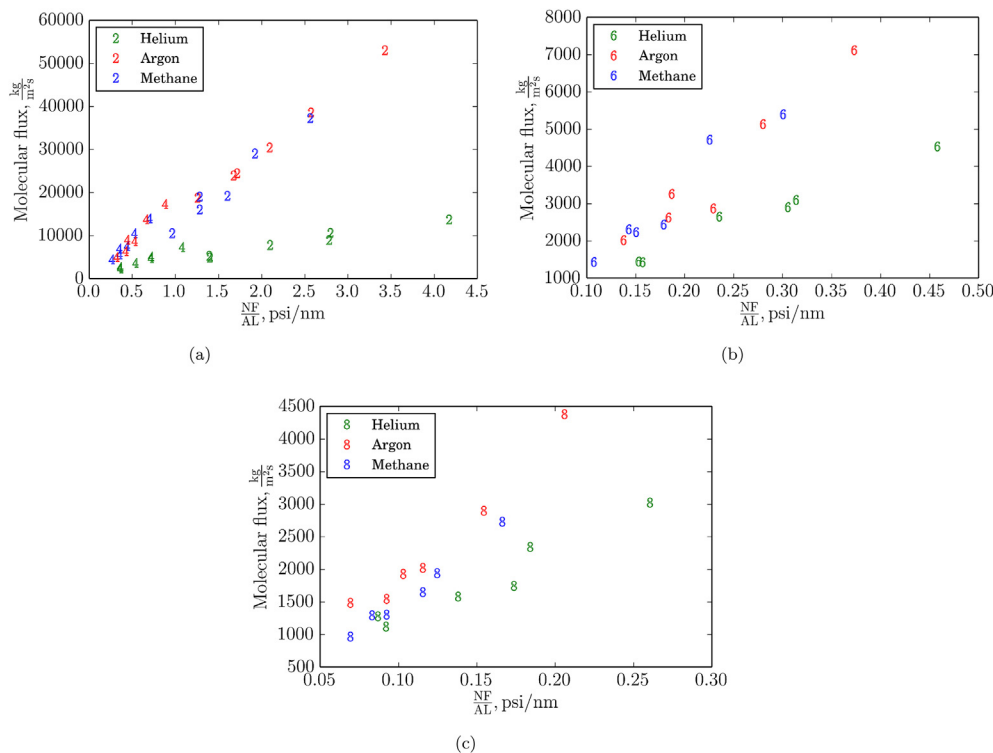 60000
50000
40000
30000
20000
10000
0
Molecular flux, kg/m²s
2 Helium
2 Argon
2 Methane
0.0 0.5 1.0 1.5 2.0 2.5 3.0 3.5 4.0 4.5
NF/AL, psi/nm
(a)
8000
7000
6000
5000
4000
3000
2000
1000
Molecular flux, kg/m²s
6 Helium
6 Argon
6 Methane
0.10 0.15 0.20 0.25 0.30 0.35 0.40 0.45 0.50
NF/AL, psi/nm
(b)
4500
4000
3500
3000
2500
2000
1500
1000
500
Molecular flux, kg/m²s
8 Helium
8 Argon
8 Methane
0.05 0.10 0.15 0.20 0.25 0.30
NF/AL, psi/nm
(c)